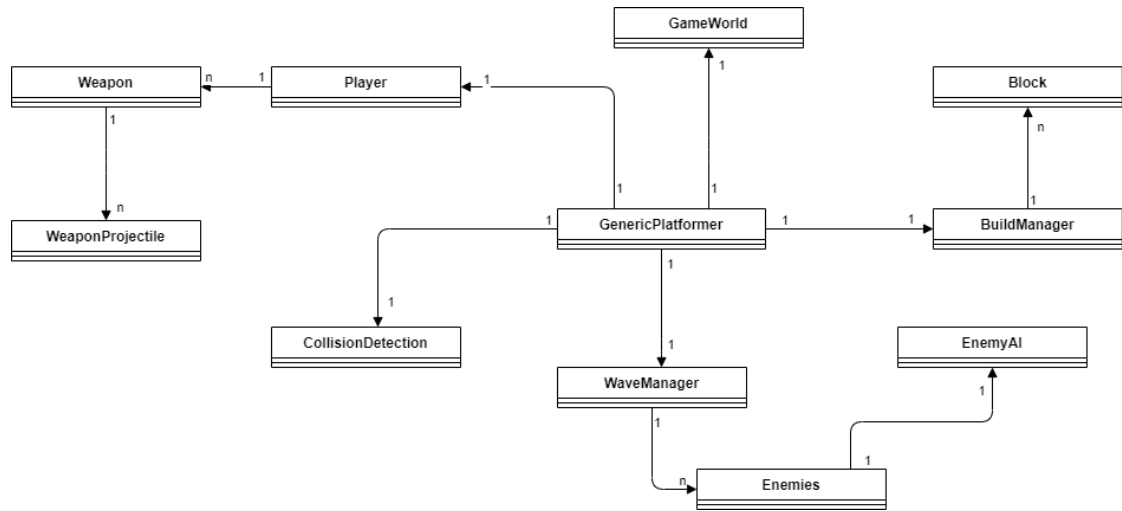 GameWorld
1
Weapon
n
1
Player
1
Block
1
n
n
1
1
1
WeaponProjectile
1
GenericPlatformer
1
1
BuildManager
1
1
1
CollisionDetection
EnemyAI
1
WaveManager
1
1
1
n
Enemies